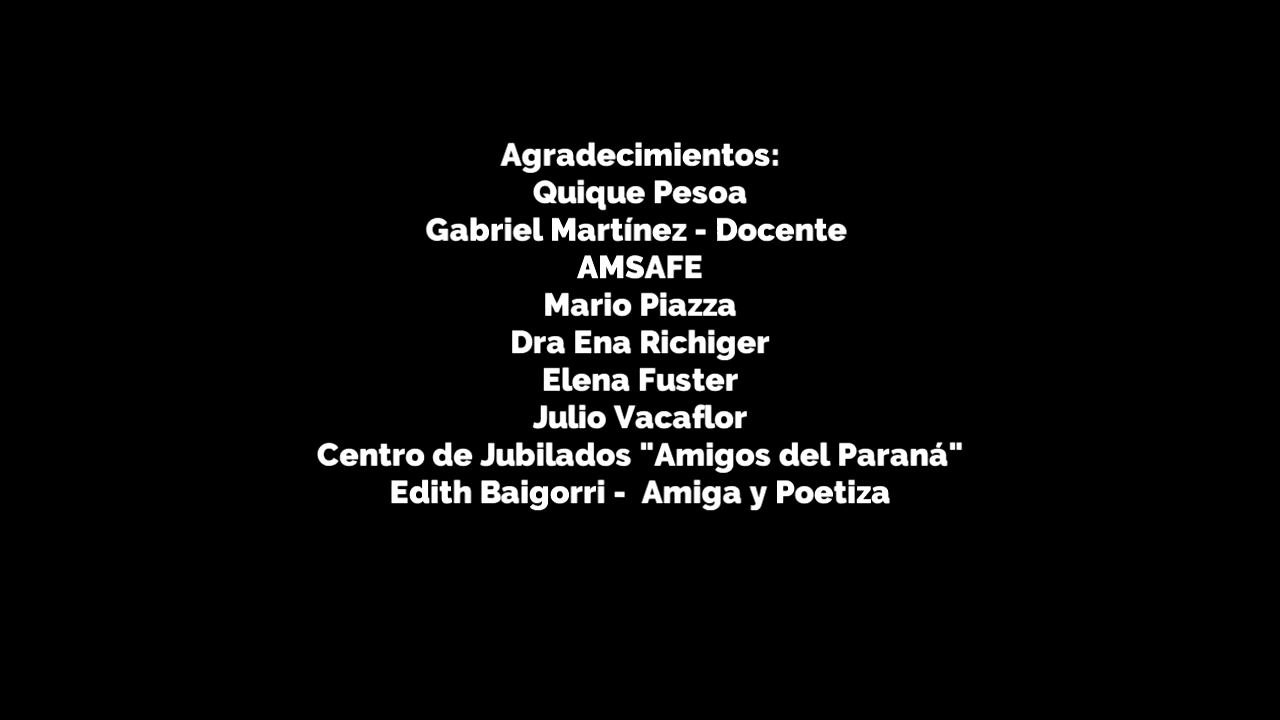 Agradecimientos:
Quique Pesoa
Gabriel Martínez - Docente
AMSAFE
Mario Piazza
Dra Ena Richiger
Elena Fuster
Julio Vacaflor
Centro de Jubilados "Amigos del Paraná"
Edith Baigorri -  Amiga y Poetiza